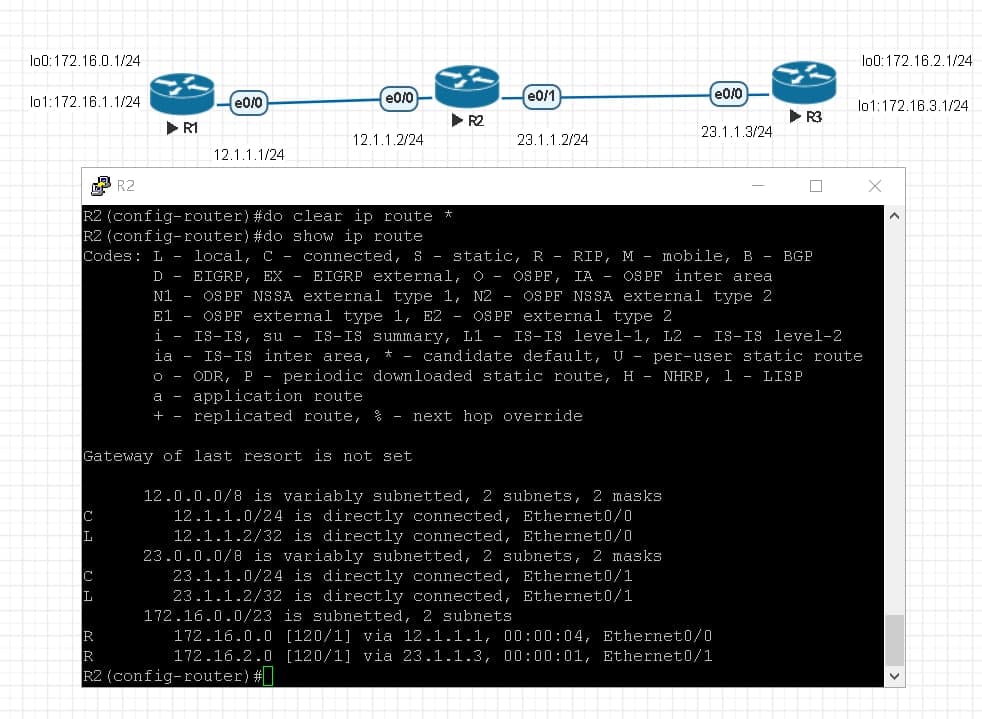 lo0:172.16.0.1/24
lo0:172.16.2.1/24
lo1:172.16.1.1/24
e0/0
e0/0
e0/1
e0/0
lo1:172.16.3.1/24
R1
R2
R3
12.1.1.1/24
12.1.1.2/24
23.1.1.2/24
23.1.1.3/24
R2
R2(config-router)#do clear ip route *
R2(config-router)#do show ip route
Codes: L - local, C - connected, S - static, R - RIP, M - mobile, B - BGP
D - EIGRP, EX - EIGRP external, O - OSPF, IA - OSPF inter area
N1 - OSPF NSSA external type 1, N2 - OSPF NSSA external type 2
E1 - OSPF external type 1, E2 - OSPF external type 2
i - IS-IS, su - IS-IS summary, L1 - IS-IS level-1, L2 - IS-IS level-2
ia - IS-IS inter area, * - candidate default, U - per-user static route
o - ODR, P - periodic downloaded static route, H - NHRP, l - LISP
a - application route
+ - replicated route, % - next hop override
Gateway of last resort is not set
12.0.0.0/8 is variably subnetted, 2 subnets, 2 masks
C 12.1.1.0/24 is directly connected, Ethernet0/0
L 12.1.1.2/32 is directly connected, Ethernet0/0
23.0.0.0/8 is variably subnetted, 2 subnets, 2 masks
C 23.1.1.0/24 is directly connected, Ethernet0/1
L 23.1.1.2/32 is directly connected, Ethernet0/1
172.16.0.0/23 is subnetted, 2 subnets
R 172.16.0.0 [120/1] via 12.1.1.1, 00:00:04, Ethernet0/0
R 172.16.2.0 [120/1] via 23.1.1.3, 00:00:01, Ethernet0/1
R2(config-router)#